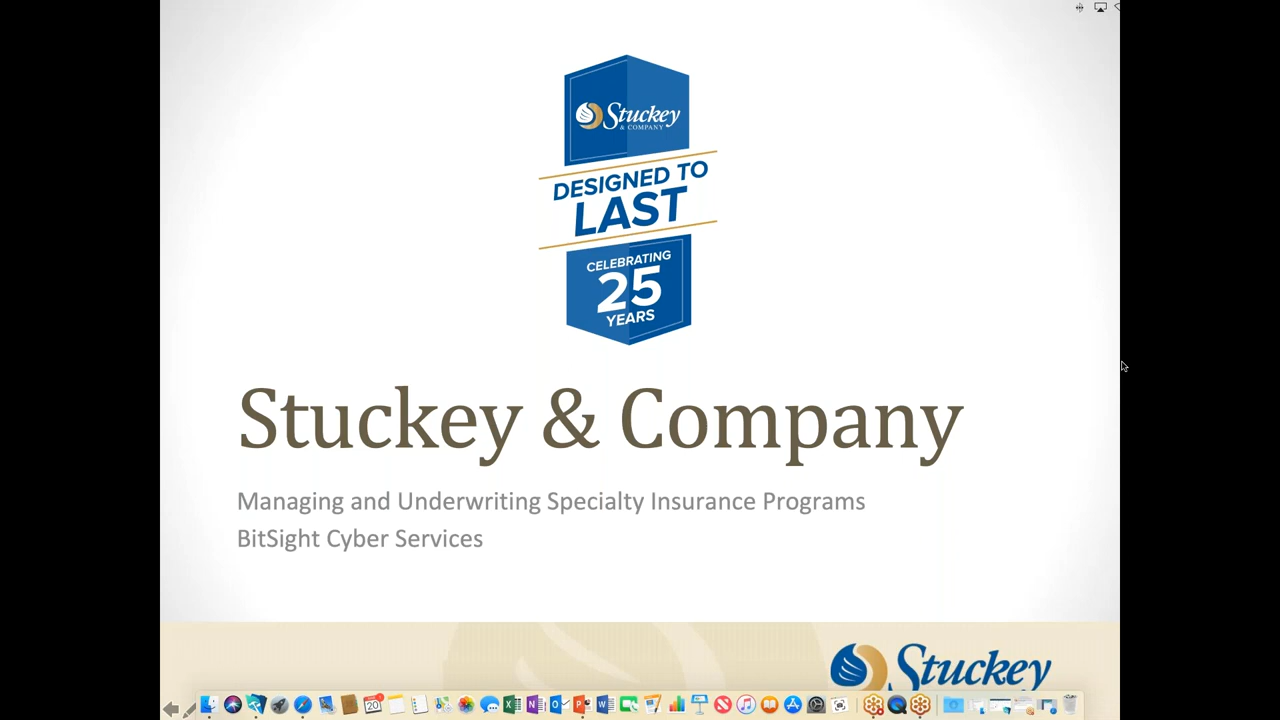 Stuckey
& COMPANY
DESIGNED TO
LAST
CELEBRATING
25
YEARS
Stuckey & Company
Managing and Underwriting Specialty Insurance Programs
BitSight Cyber Services
Stuckey
20